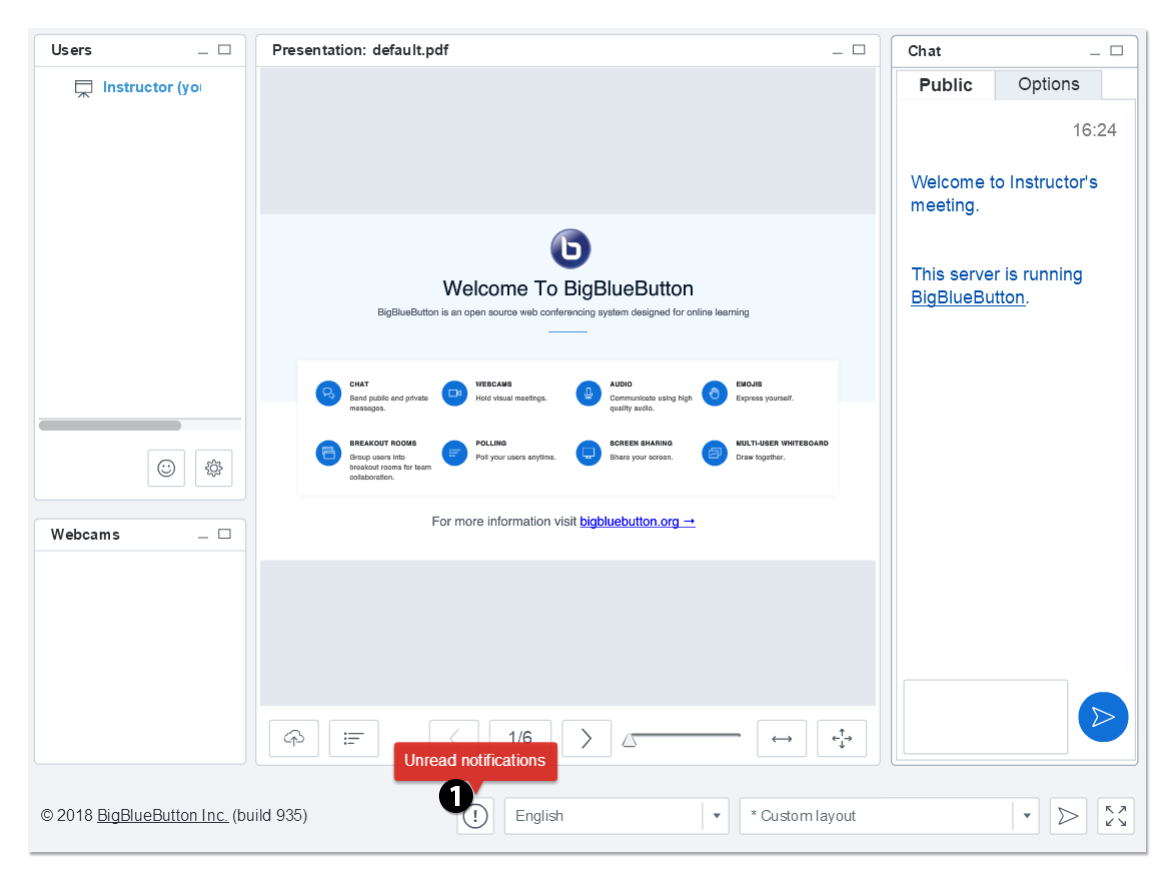 Users
Instructor (you
Webcams
Presentation: default.pdf
Welcome To BigBlueButton
BigBlueButton is an open source web conferencing system designed for online learning
CHAT
Send public and private
messages.
WEBCAMS
Hold visual meetings.
AUDIO
Communicate using high
quality audio.
EMOJIS
Express yourself.
BREAKOUT ROOMS
Group users into
breakout rooms for team
collaboration.
POLLING
Poll your users anytime.
SCREEN SHARING
Share your screen.
MULTI-USER WHITEBOARD
Draw together.
For more information visit bigbluebutton.org →
1/6
Unread notifications
Chat
Public
Options
16:24
Welcome to Instructor's
meeting.
This server is running
BigBlueButton.
© 2018 BigBlueButton Inc. (build 935)
1
English
* Custom layout